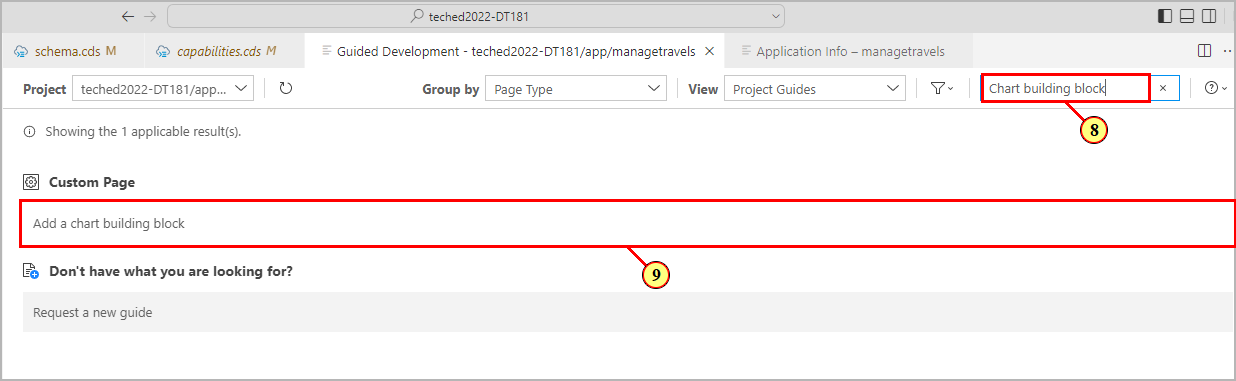 teched2022-DT181
schema.cds M
capabilities.cds M
Guided Development - teched2022-DT181/app/managetravels
Application Info – managetravels
Project
teched2022-DT181/app...
Group by
Page Type
View
Project Guides
Chart building block
8
Showing the 1 applicable result(s).
Custom Page
Add a chart building block
9
Don't have what you are looking for?
Request a new guide